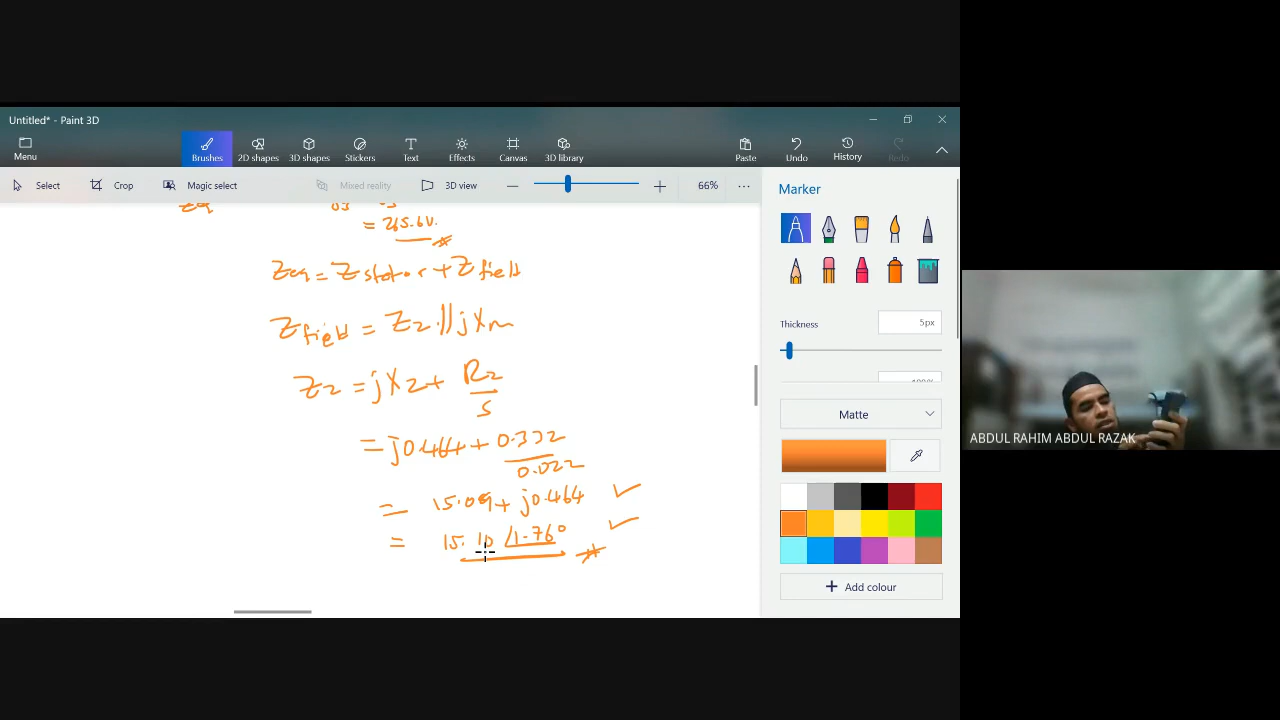 Untitled* - Paint 3D
Menu
Brushes
2D shapes
3D shapes
Stickers
Text
Effects
Canvas
3D library
Paste
Undo
History
Redo
Select
Crop
Magic select
Mixed reality
3D view
66%
Marker
Thickness
5px
Matte
Add colour
Zeq
= 265.6V.
Zeq = Zstator + Zfield
Zfield = Z2 // jXm
Z2 = jX2 + R2/s
= j0.464 + 0.332/0.022
= 15.09 + j0.464 ✓
= 15.10 ∠1.76° ✓
ABDUL RAHIM ABDUL RAZAK